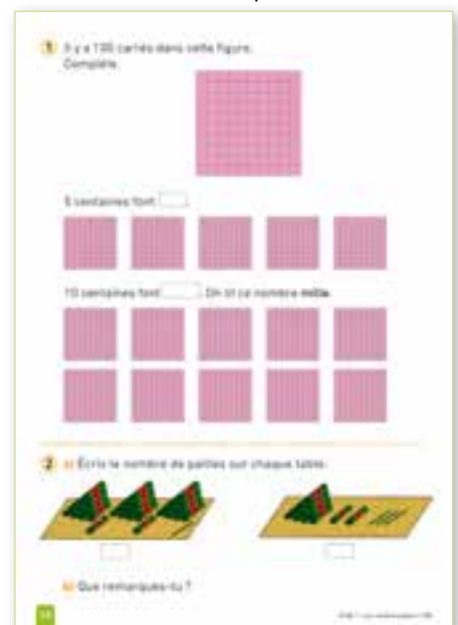 1 Il y a 100 carrés dans cette figure.
Complète.
5 centaines font
10 centaines font . On lit ce nombre mille.
2 a) Écris le nombre de pailles sur chaque table.
b) Que remarques-tu ?